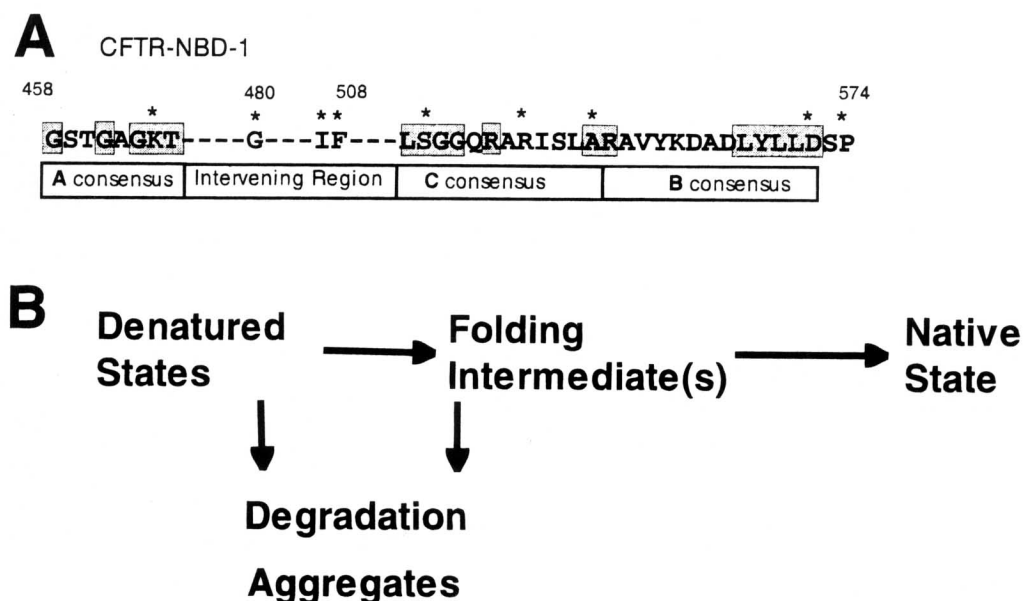 A CFTR-NBD-1
458 480 508 574
* * * * * * * * *
GSTGAGKT----G---IF---LSGGQRARISLARAVYKDADLYLLDSP
A consensus Intervening Region C consensus B consensus
B
Denatured States
Folding Intermediate(s)
Native State
Degradation
Aggregates